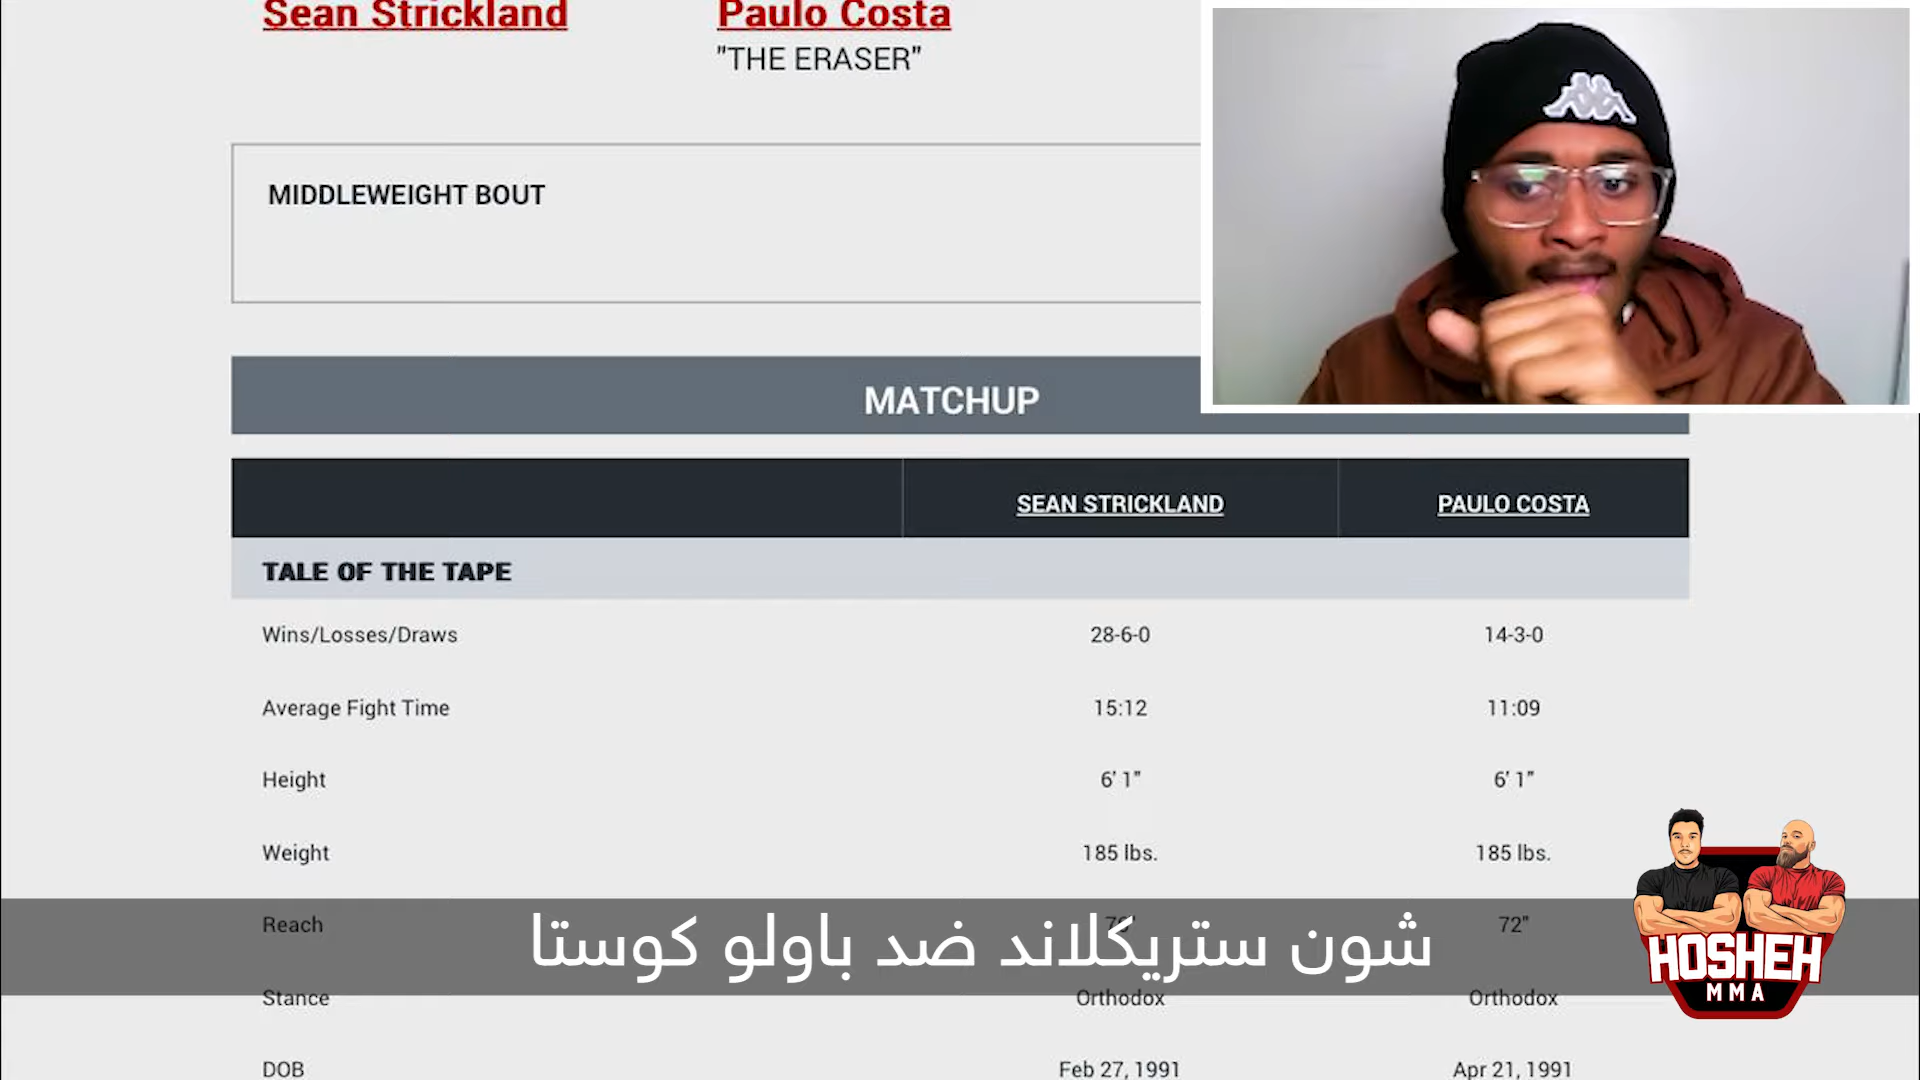 Sean Strickland
Paulo Costa
"THE ERASER"
MIDDLEWEIGHT BOUT
MATCHUP
SEAN STRICKLAND PAULO COSTA
TALE OF THE TAPE
Wins/Losses/Draws 28-6-0 14-3-0
Average Fight Time 15:12 11:09
Height 6' 1" 6' 1"
Weight 185 lbs. 185 lbs.
Reach 72"
شون ستريكلاند ضد باولو كوستا
Stance Orthodox Orthodox
DOB Feb 27, 1991 Apr 21, 1991
HOSHEH
MMA